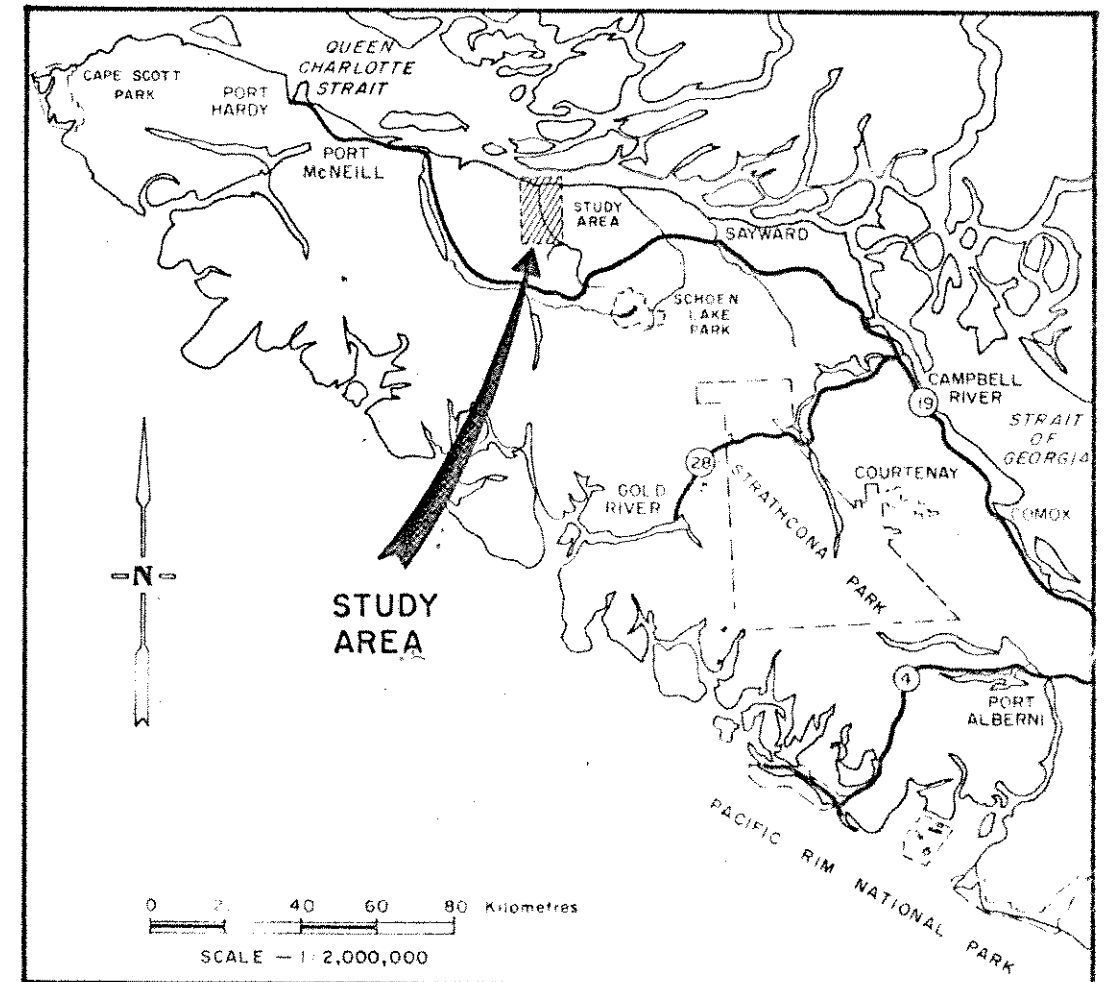 QUEEN
CHARLOTTE
STRAIT
CAPE SCOTT
PARK
PORT
HARDY
PORT
McNEILL
STUDY
AREA
SAYWARD
SCHOEN
LAKE
PARK
CAMPBELL
RIVER
19
STRAIT
OF
GEORGIA
28
GOLD
RIVER
STRATHCONA PARK
COURTENAY
COMOX
N
STUDY
AREA
4
PORT
ALBERNI
PACIFIC RIM NATIONAL PARK
0 2 40 60 80 Kilometres
SCALE — 1:2,000,000